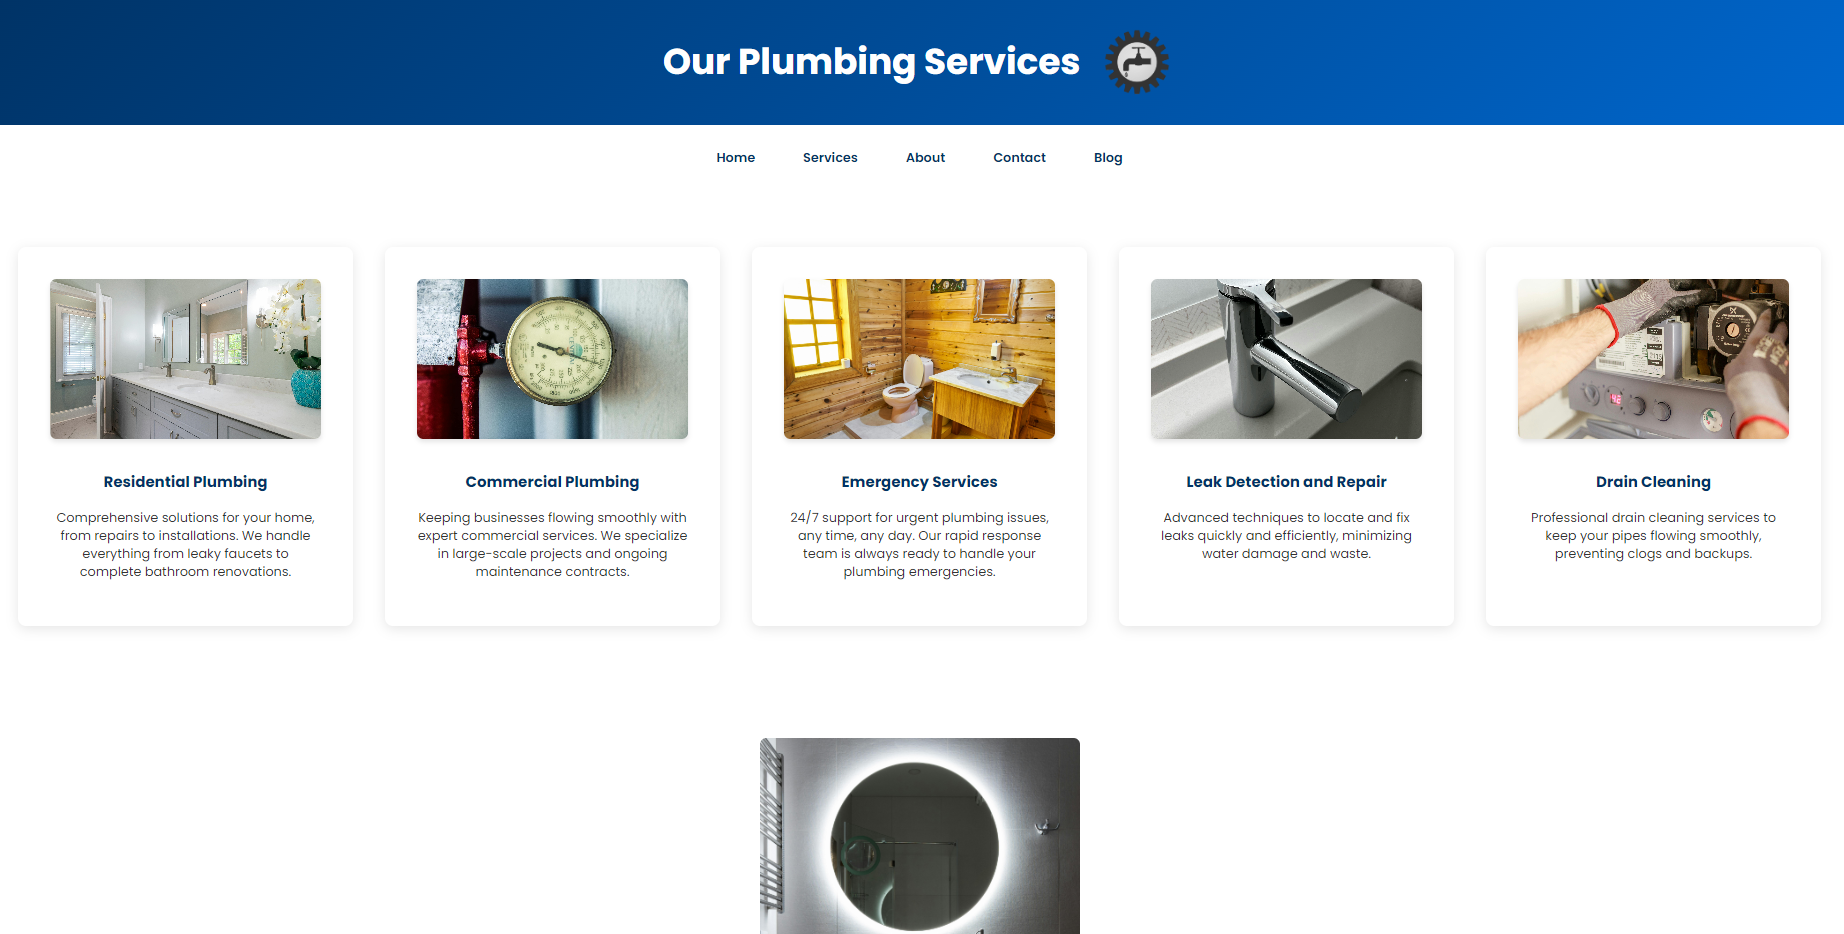 Our Plumbing Services
Home Services About Contact Blog
Residential Plumbing
Comprehensive solutions for your home,
from repairs to installations. We handle
everything from leaky faucets to
complete bathroom renovations.
Commercial Plumbing
Keeping businesses flowing smoothly with
expert commercial services. We specialize
in large-scale projects and ongoing
maintenance contracts.
Emergency Services
24/7 support for urgent plumbing issues,
any time, any day. Our rapid response
team is always ready to handle your
plumbing emergencies.
Leak Detection and Repair
Advanced techniques to locate and fix
leaks quickly and efficiently, minimizing
water damage and waste.
Drain Cleaning
Professional drain cleaning services to
keep your pipes flowing smoothly,
preventing clogs and backups.